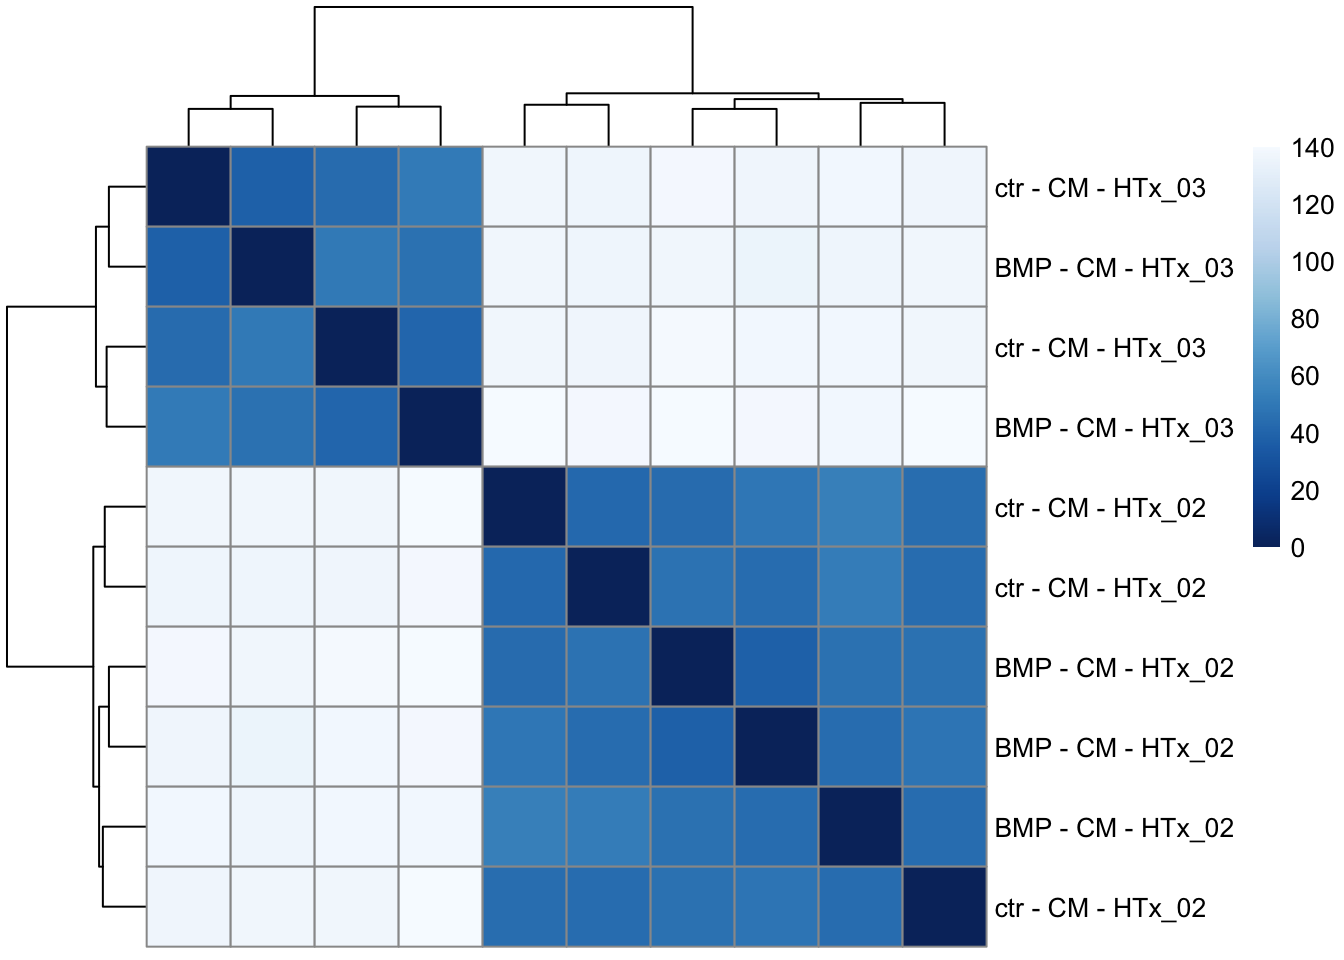 ctr - CM - HTx_03
BMP - CM - HTx_03
ctr - CM - HTx_03
BMP - CM - HTx_03
ctr - CM - HTx_02
ctr - CM - HTx_02
BMP - CM - HTx_02
BMP - CM - HTx_02
BMP - CM - HTx_02
ctr - CM - HTx_02
140
120
100
80
60
40
20
0